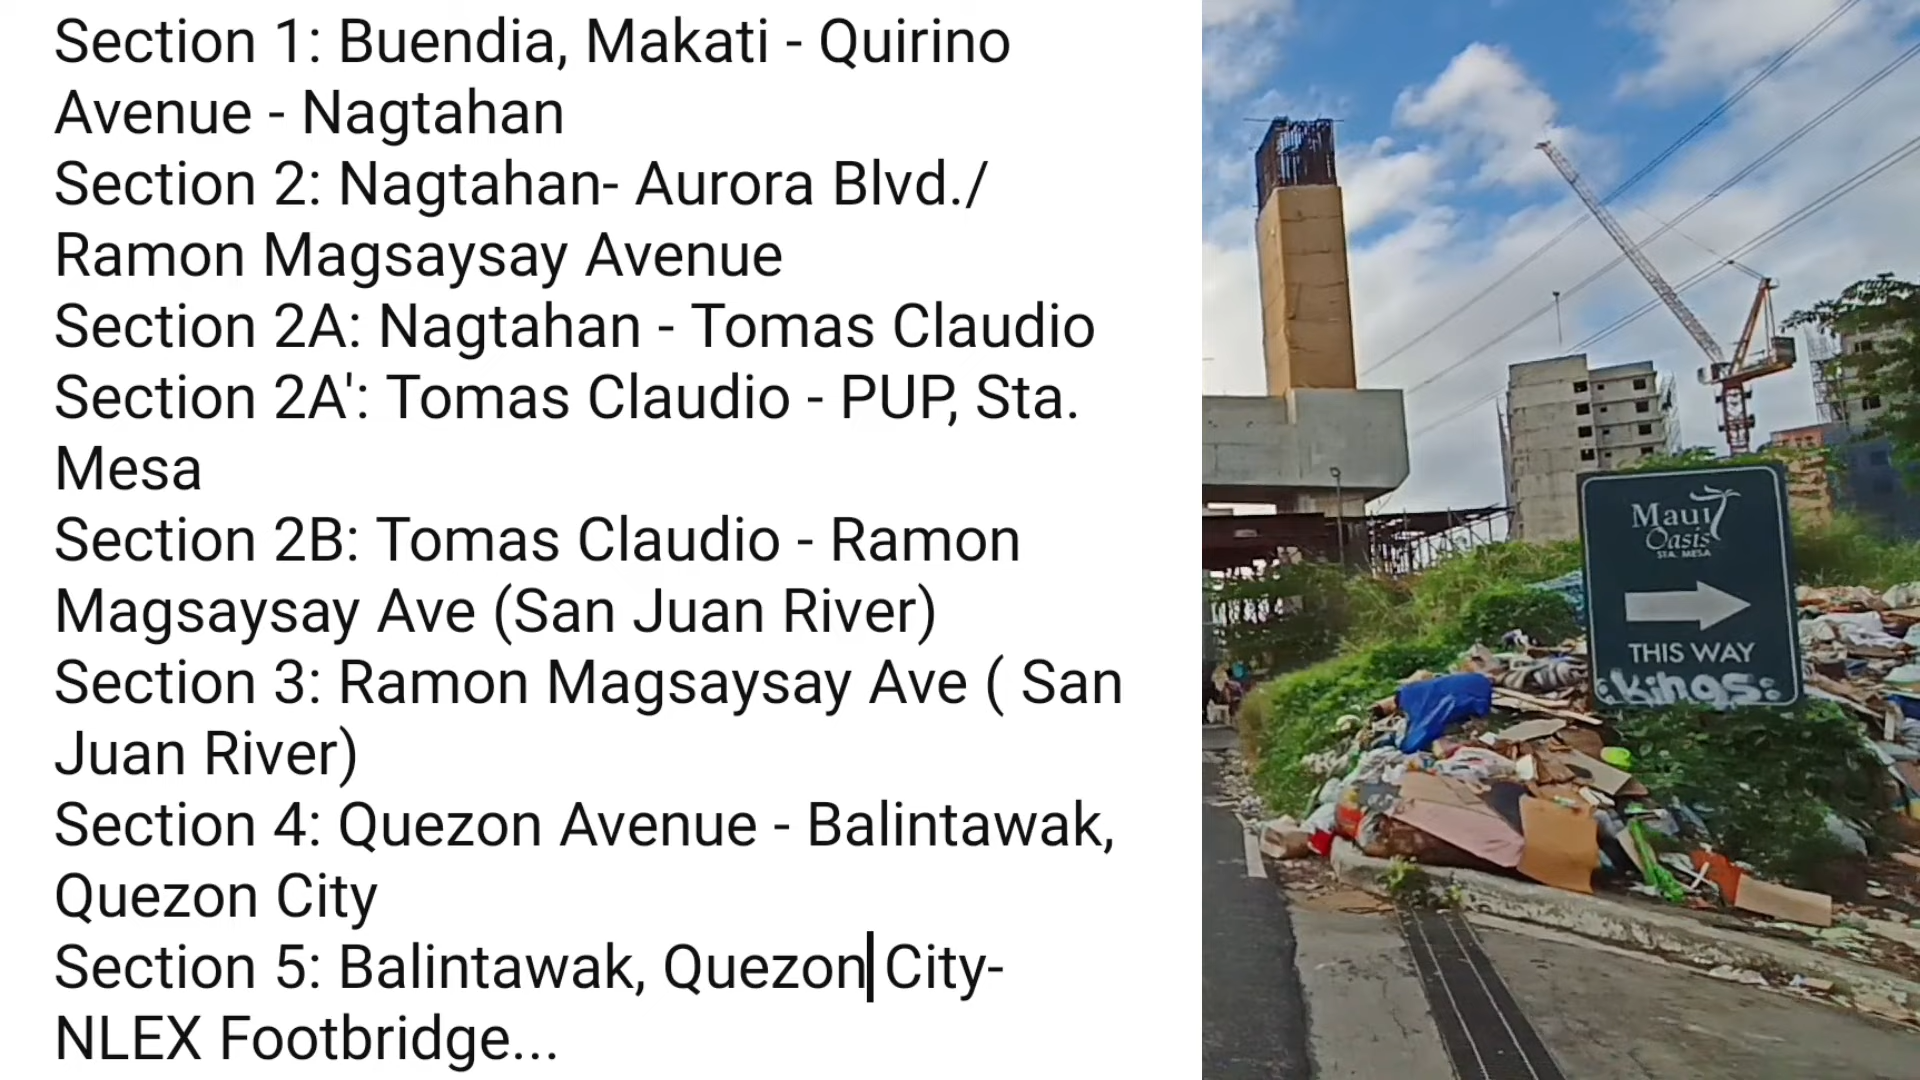 Section 1: Buendia, Makati - Quirino
Avenue - Nagtahan
Section 2: Nagtahan- Aurora Blvd./
Ramon Magsaysay Avenue
Section 2A: Nagtahan - Tomas Claudio
Section 2A': Tomas Claudio - PUP, Sta.
Mesa
Section 2B: Tomas Claudio - Ramon
Magsaysay Ave (San Juan River)
Section 3: Ramon Magsaysay Ave ( San
Juan River)
Section 4: Quezon Avenue - Balintawak,
Quezon City
Section 5: Balintawak, Quezon City-
NLEX Footbridge...
Maui
Oasis
STA. MESA
THIS WAY
Kings